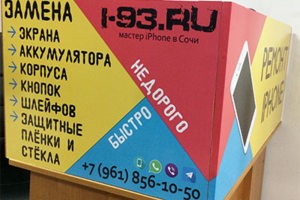 ЗАМЕНА
→ ЭКРАНА
→ АККУМУЛЯТОРА
→ КОРПУСА
→ КНОПОК
→ ШЛЕЙФОВ
→ ЗАЩИТНЫЕ
ПЛЁНКИ И
СТЁКЛА
I-93.RU
мастер iPhone в Сочи
НЕДОРОГО
БЫСТРО
+7 (961) 856-10-50
РЕМОНТ
IPHONE